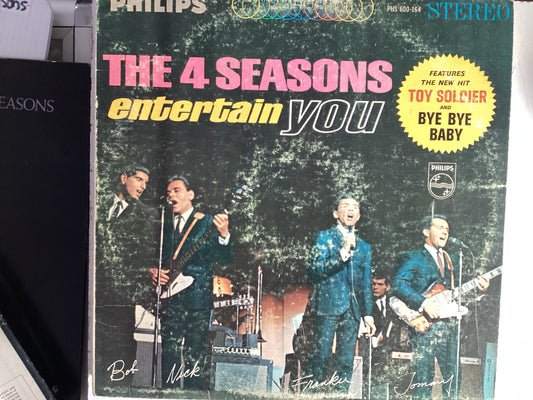 PHILIPS
PHS 600-164
STEREO
THE 4 SEASONS
entertain you
FEATURES
THE NEW HIT
TOY SOLDIER
AND
BYE BYE
BABY
PHILIPS
EASONS
Bob
Nick
Frankie
Tommy